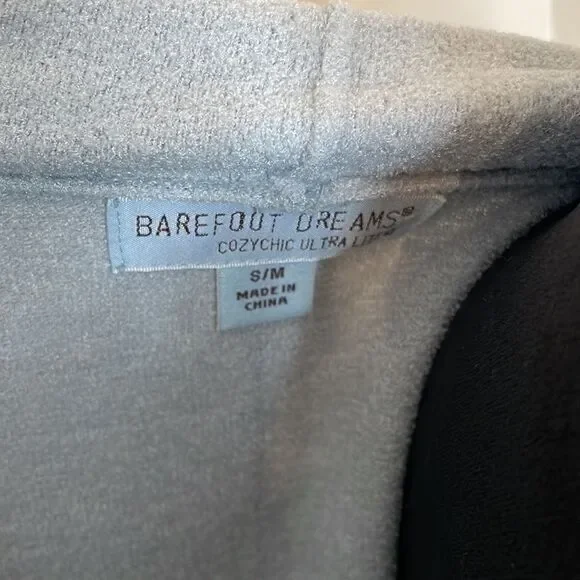 BAREFOOT DREAMS®
COZYCHIC ULTRA LITE®
S/M
MADE IN
CHINA